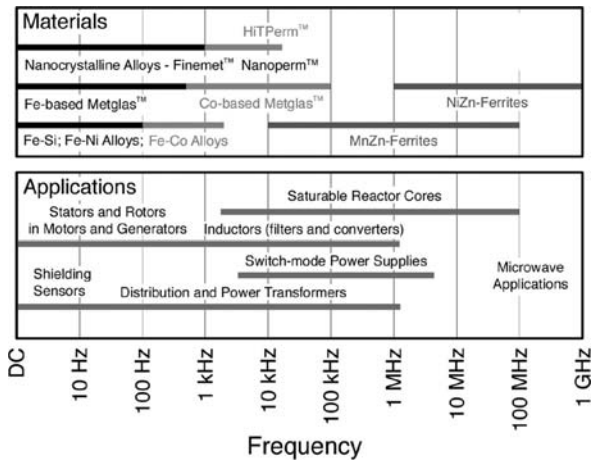 Materials
HiTPerm™
Nanocrystalline Alloys - Finemet™ Nanoperm™
Fe-based Metglas™ Co-based Metglas™ NiZn-Ferrites
Fe-Si; Fe-Ni Alloys; Fe-Co Alloys MnZn-Ferrites
Applications
Saturable Reactor Cores
Stators and Rotors
in Motors and Generators Inductors (filters and converters)
Switch-mode Power Supplies
Shielding
Sensors
Distribution and Power Transformers
Microwave
Applications
DC 10 Hz 100 Hz 1 kHz 10 kHz 100 kHz 1 MHz 10 MHz 100 MHz 1 GHz
Frequency